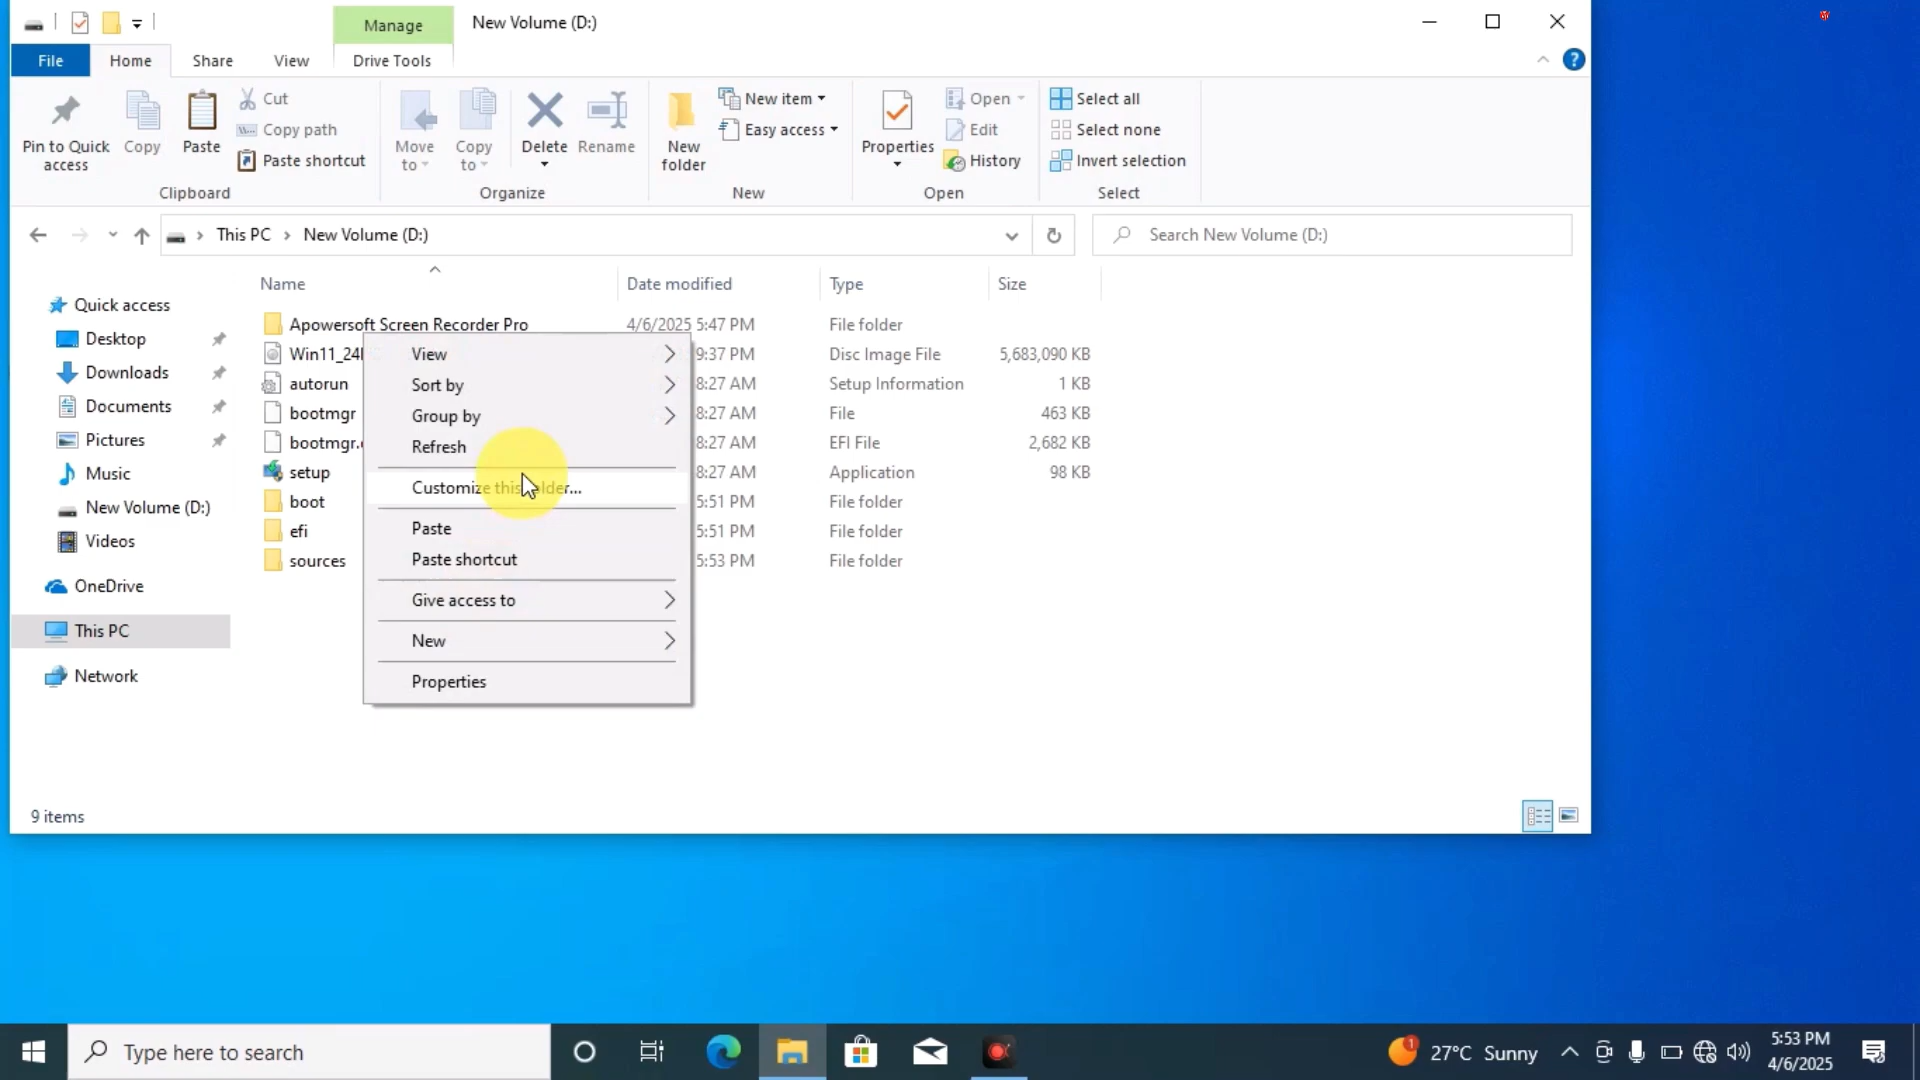 Manage
New Volume (D:)
File
Home
Share
View
Drive Tools
Pin to Quick access
Copy
Paste
Cut
Copy path
Paste shortcut
Clipboard
Move to
Copy to
Delete
Rename
Organize
New folder
New item
Easy access
New
Properties
Open
Edit
History
Open
Select all
Select none
Invert selection
Select
This PC > New Volume (D:)
Search New Volume (D:)
Name
Date modified
Type
Size
Quick access
Desktop
Downloads
Documents
Pictures
Music
New Volume (D:)
Videos
OneDrive
This PC
Network
Apowersoft Screen Recorder Pro 4/6/2025 5:47 PM File folder
Win11_24 9:37 PM Disc Image File 5,683,090 KB
autorun 8:27 AM Setup Information 1 KB
bootmgr 8:27 AM File 463 KB
bootmgr. 8:27 AM EFI File 2,682 KB
setup 8:27 AM Application 98 KB
boot 5:51 PM File folder
efi 5:51 PM File folder
sources 5:53 PM File folder
View
Sort by
Group by
Refresh
Customize this folder...
Paste
Paste shortcut
Give access to
New
Properties
9 items
Type here to search
1
27°C Sunny
5:53 PM
4/6/2025